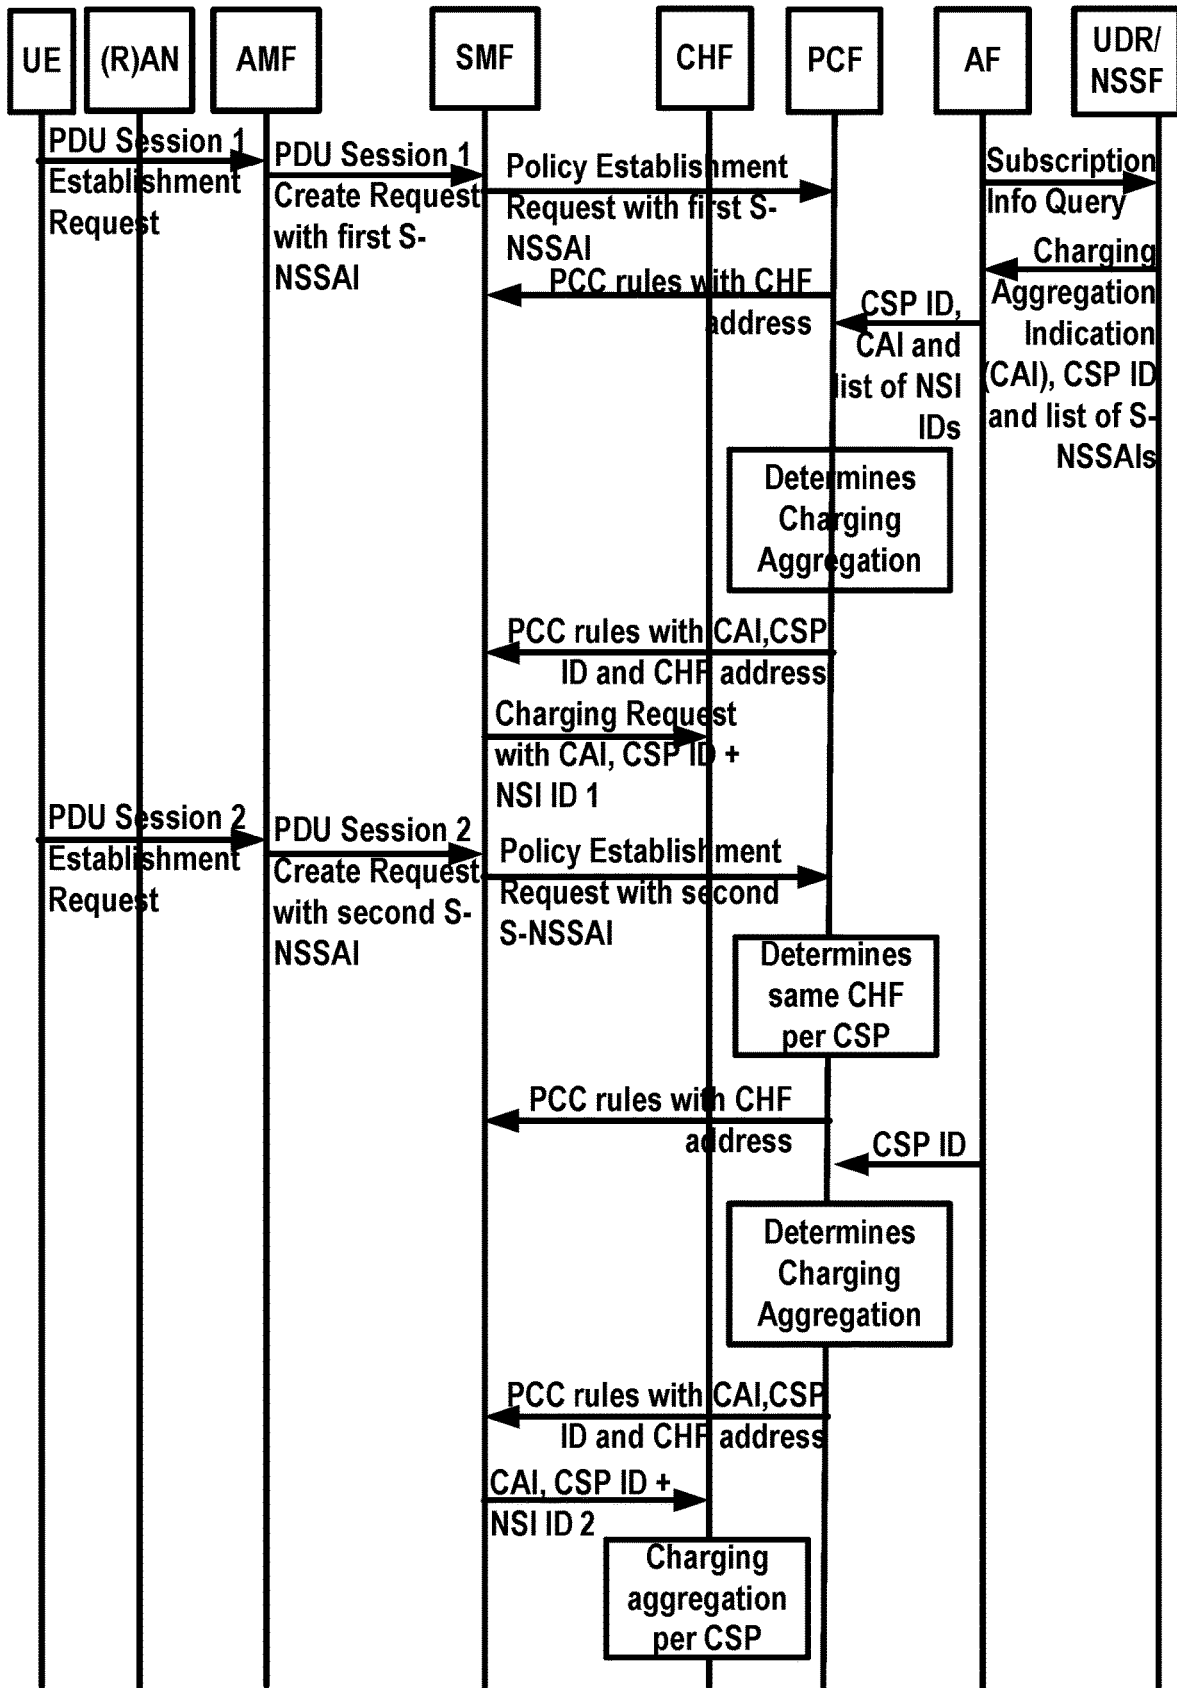 UE
(R)AN
AMF
SMF
CHF
PCF
AF
UDR/
NSSF
PDU Session 1
Establishment
Request
PDU Session 1
Create Request
with first S-
NSSAI
Policy Establishment
Request with first S-
NSSAI
Subscription
Info Query
PCC rules with CHF
address
Charging
Aggregation
Indication
(CAI), CSP ID
and list of S-
NSSAIs
CSP ID,
CAI and
list of NSI
IDs
Determines
Charging
Aggregation
PCC rules with CAI,CSP
ID and CHF address
Charging Request
with CAI, CSP ID +
NSI ID 1
PDU Session 2
Establishment
Request
PDU Session 2
Create Request
with second S-
NSSAI
Policy Establishment
Request with second
S-NSSAI
Determines
same CHF
per CSP
PCC rules with CHF
address
CSP ID
Determines
Charging
Aggregation
PCC rules with CAI,CSP
ID and CHF address
CAI, CSP ID +
NSI ID 2
Charging
aggregation
per CSP